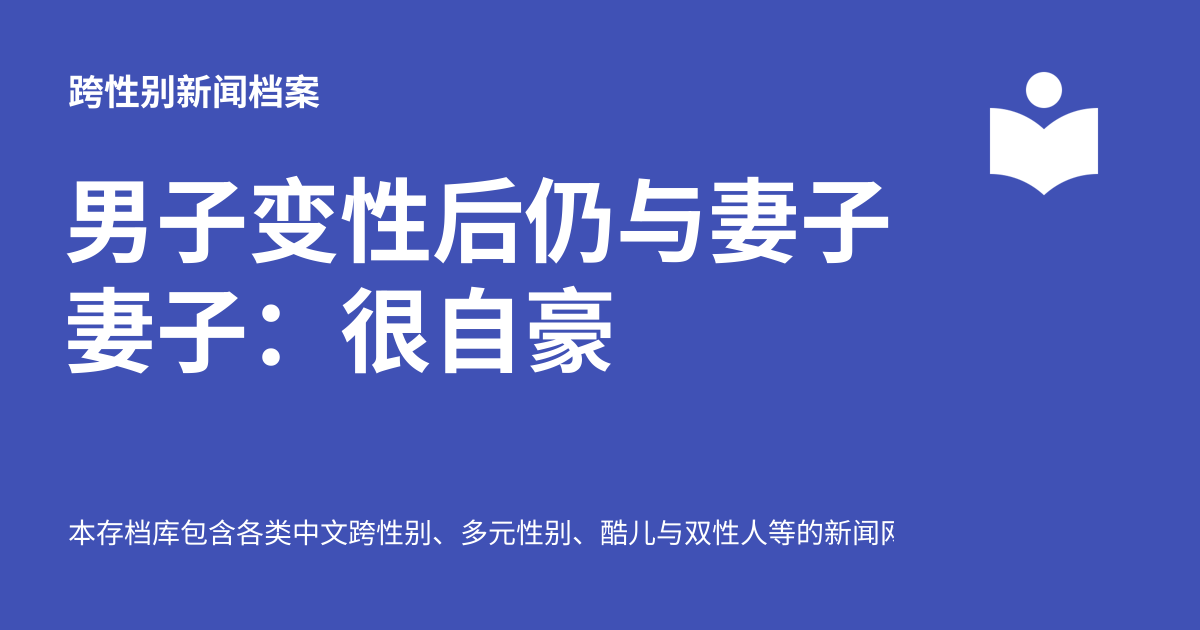 跨性别新闻档案
男子变性后仍与妻子
妻子：很自豪
本存档库包含各类中文跨性别、多元性别、酷儿与双性人等的新闻